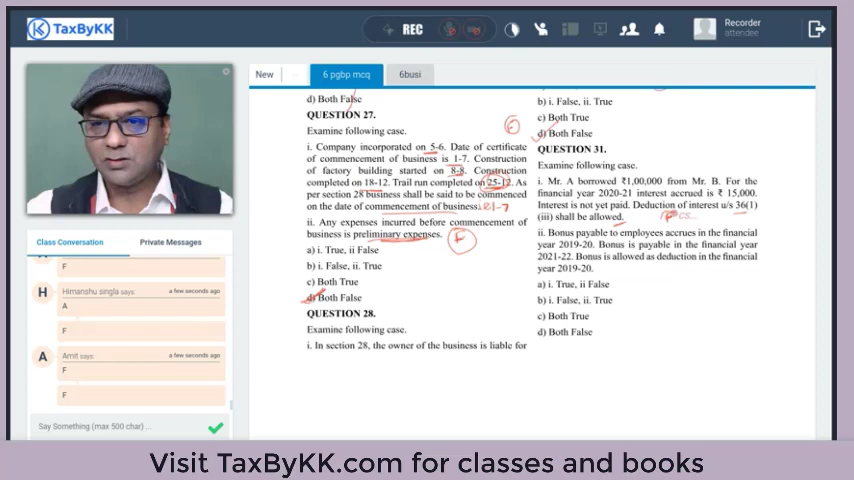 TaxByKK
REC
Recorder
attendee
New
6 pgbp mcq
6busi
d) Both False
QUESTION 27.
Examine following case.
i. Company incorporated on 5-6. Date of certificate
of commencement of business is 1-7. Construction
of factory building started on 8-8. Construction
completed on 18-12. Trail run completed on 25-12. As
per section 28 business shall be said to be commenced
on the date of commencement of business.
ii. Any expenses incurred before commencement of
business is preliminary expenses.
F
a) i. True, ii False
b) i. False, ii. True
c) Both True
d) Both False
QUESTION 28.
Examine following case.
i. In section 28, the owner of the business is liable for
b) i. False, ii. True
c) Both True
d) Both False
QUESTION 31.
Examine following case.
i. Mr. A borrowed ₹1,00,000 from Mr. B. For the
financial year 2020-21 interest accrued is ₹ 15,000.
Interest is not yet paid. Deduction of interest u/s 36(1)
(iii) shall be allowed.
ii. Bonus payable to employees accrues in the financial
year 2019-20. Bonus is payable in the financial year
2021-22. Bonus is allowed as deduction in the financial
year 2019-20.
a) i. True, ii False
b) i. False, ii. True
c) Both True
d) Both False
Class Conversation
Private Messages
F
H
Himanshu singla says:
a few seconds ago
A
F
A
Amit says:
a few seconds ago
F
F
Say Something (max 500 char) ...
Visit TaxByKK.com for classes and books